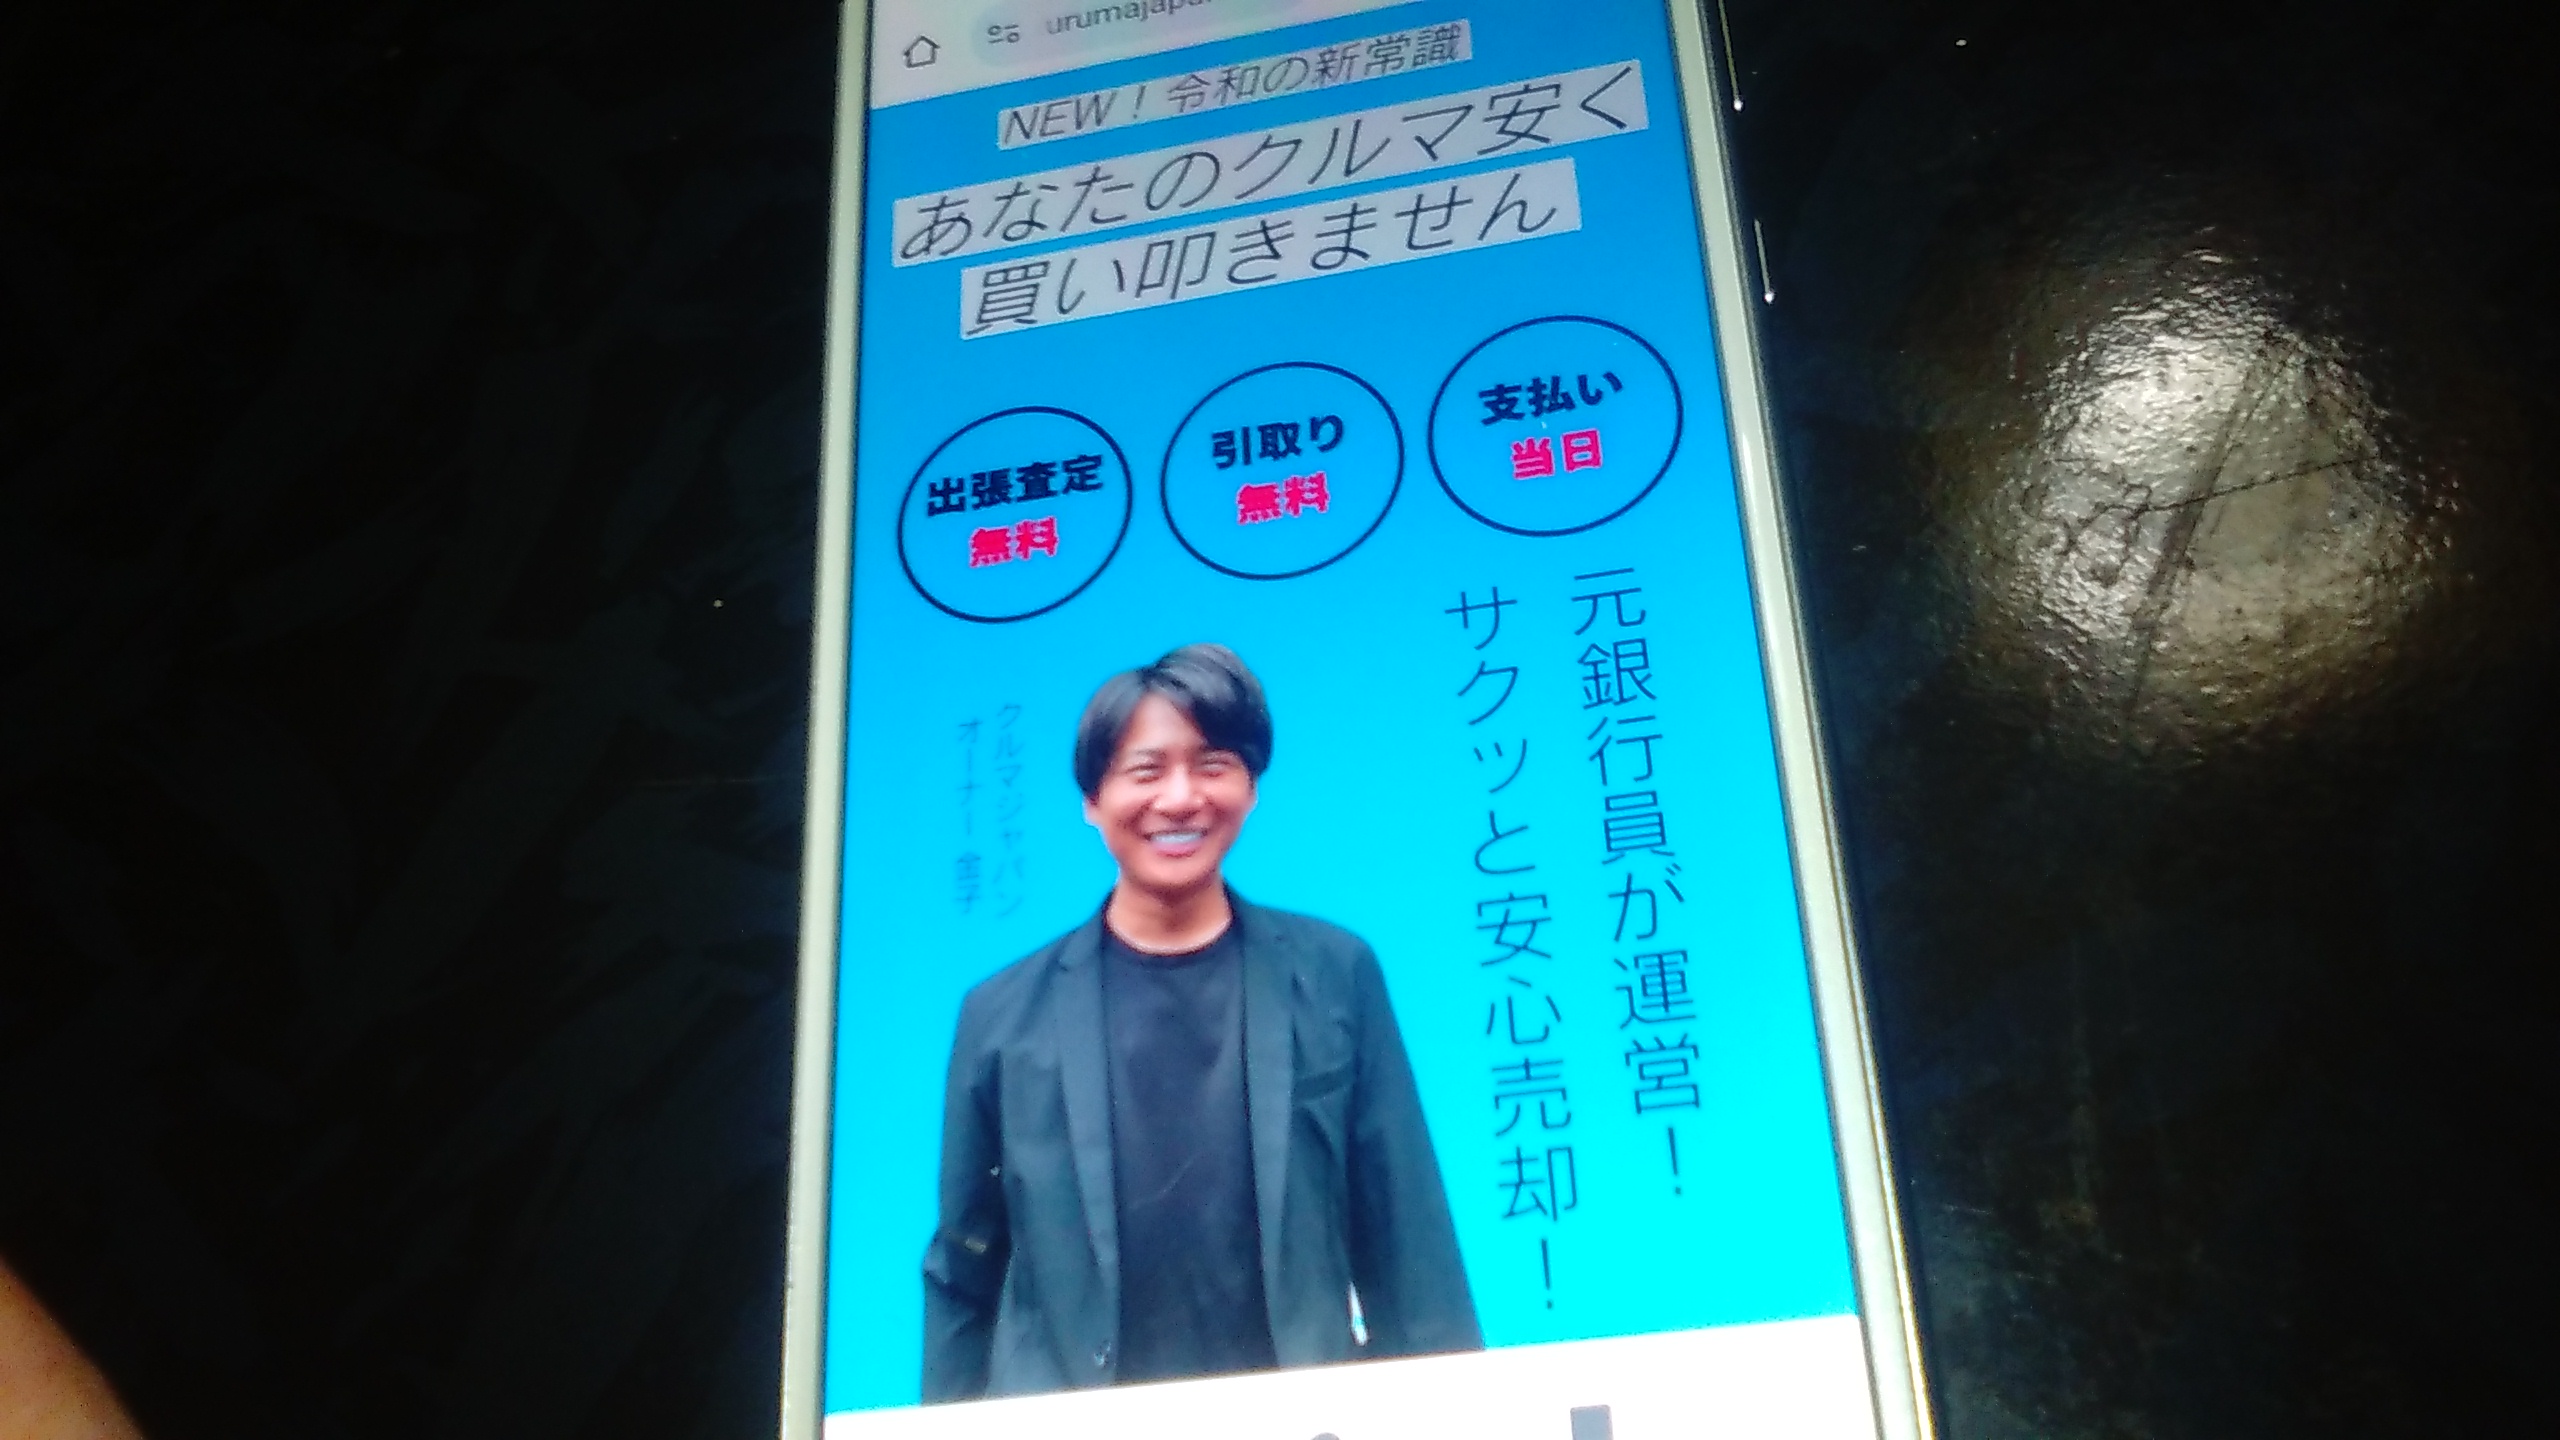 urumajapa
NEW！令和の新常識
あなたのクルマ安く
買い叩きません
出張査定
無料
引取り
無料
支払い
当日
元銀行員が運営！
サクッと安心売却！
クルマジャパン
オーナー 金子